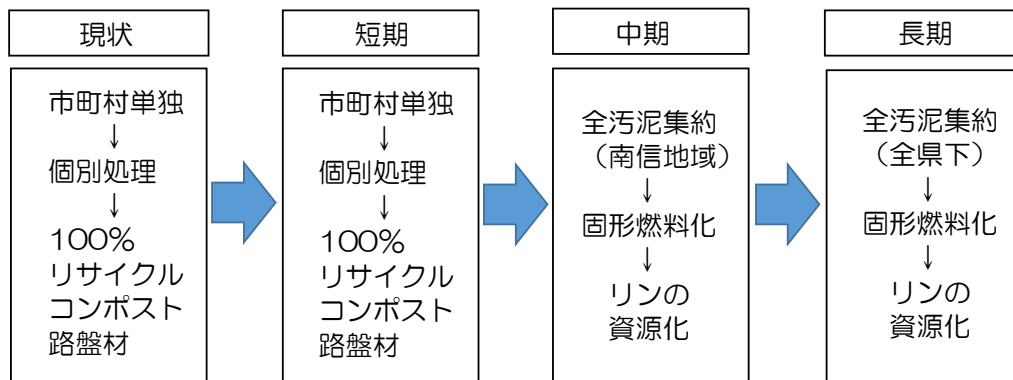 現状
市町村単独
↓
個別処理
↓
100%
リサイクル
コンポスト
路盤材
短期
市町村単独
↓
個別処理
↓
100%
リサイクル
コンポスト
路盤材
中期
全汚泥集約
（南信地域）
↓
固形燃料化
↓
リンの
資源化
長期
全汚泥集約
（全県下）
↓
固形燃料化
↓
リンの
資源化